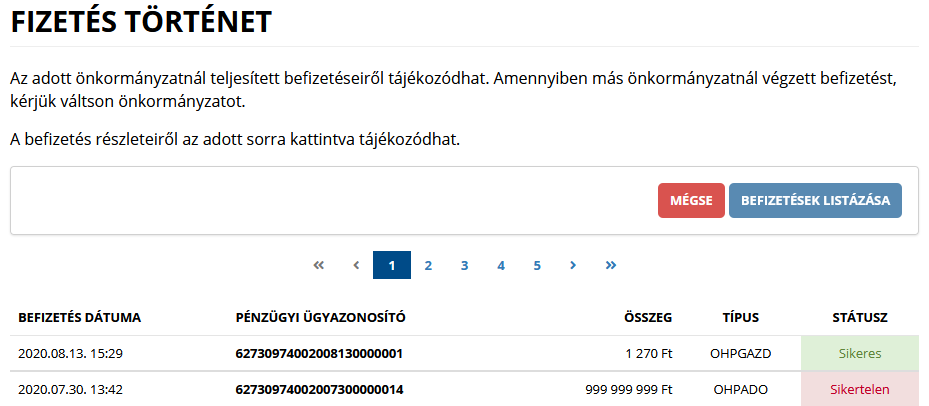 FIZETÉS TÖRTÉNET
Az adott önkormányzatnál teljesített befizetéseiről tájékozódhat. Amennyiben más önkormányzatnál végzett befizetést,
kérjük váltson önkormányzatot.
A befizetés részleteiről az adott sorra kattintva tájékozódhat.
MÉGSE BEFIZETÉSEK LISTÁZÁSA
« ‹ 1 2 3 4 5 › »
BEFIZETÉS DÁTUMA PÉNZÜGYI ÜGYAZONOSÍTÓ ÖSSZEG TÍPUS STÁTUSZ
2020.08.13. 15:29 62730974002008130000001 1 270 Ft OHPGAZD Sikeres
2020.07.30. 13:42 62730974002007300000014 999 999 999 Ft OHPADO Sikertelen